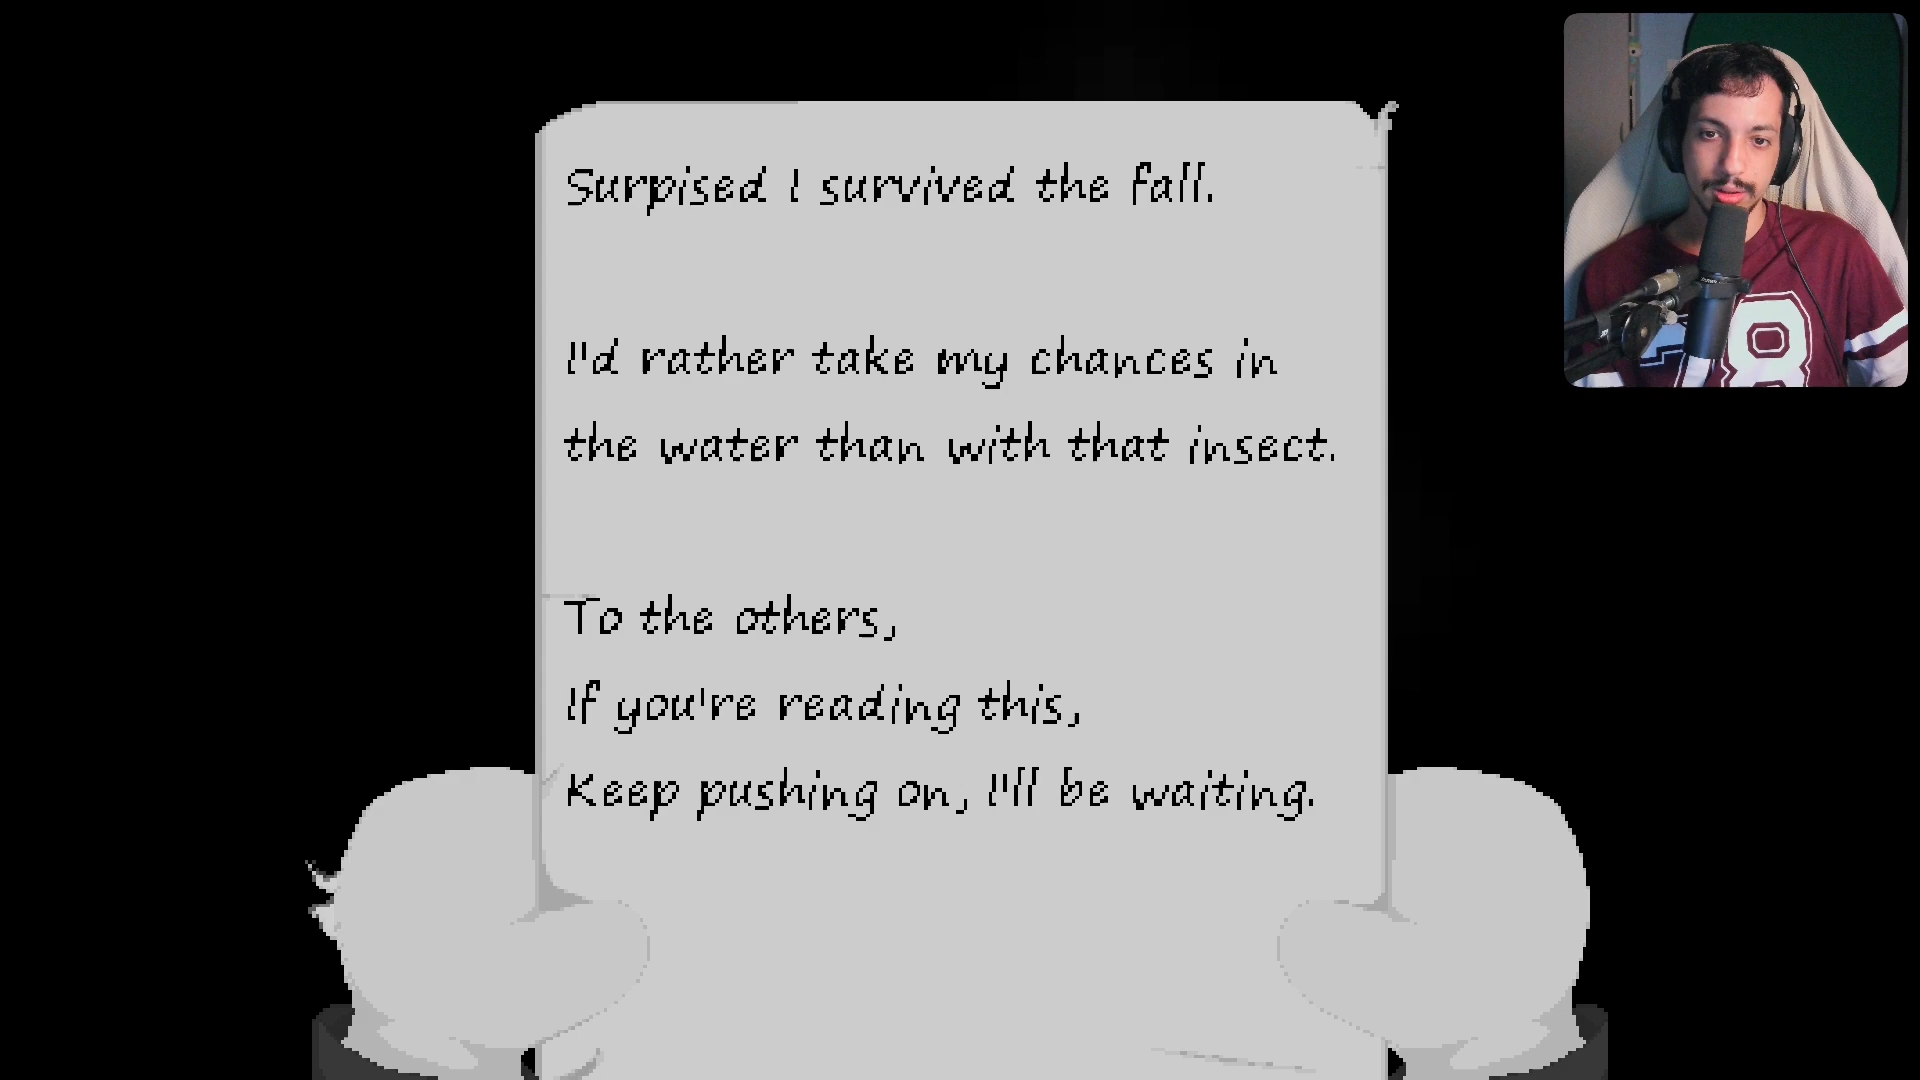 Surpised I survived the fall.
I'd rather take my chances in
the water than with that insect.
To the others,
If you're reading this,
Keep pushing on, I'll be waiting.
78